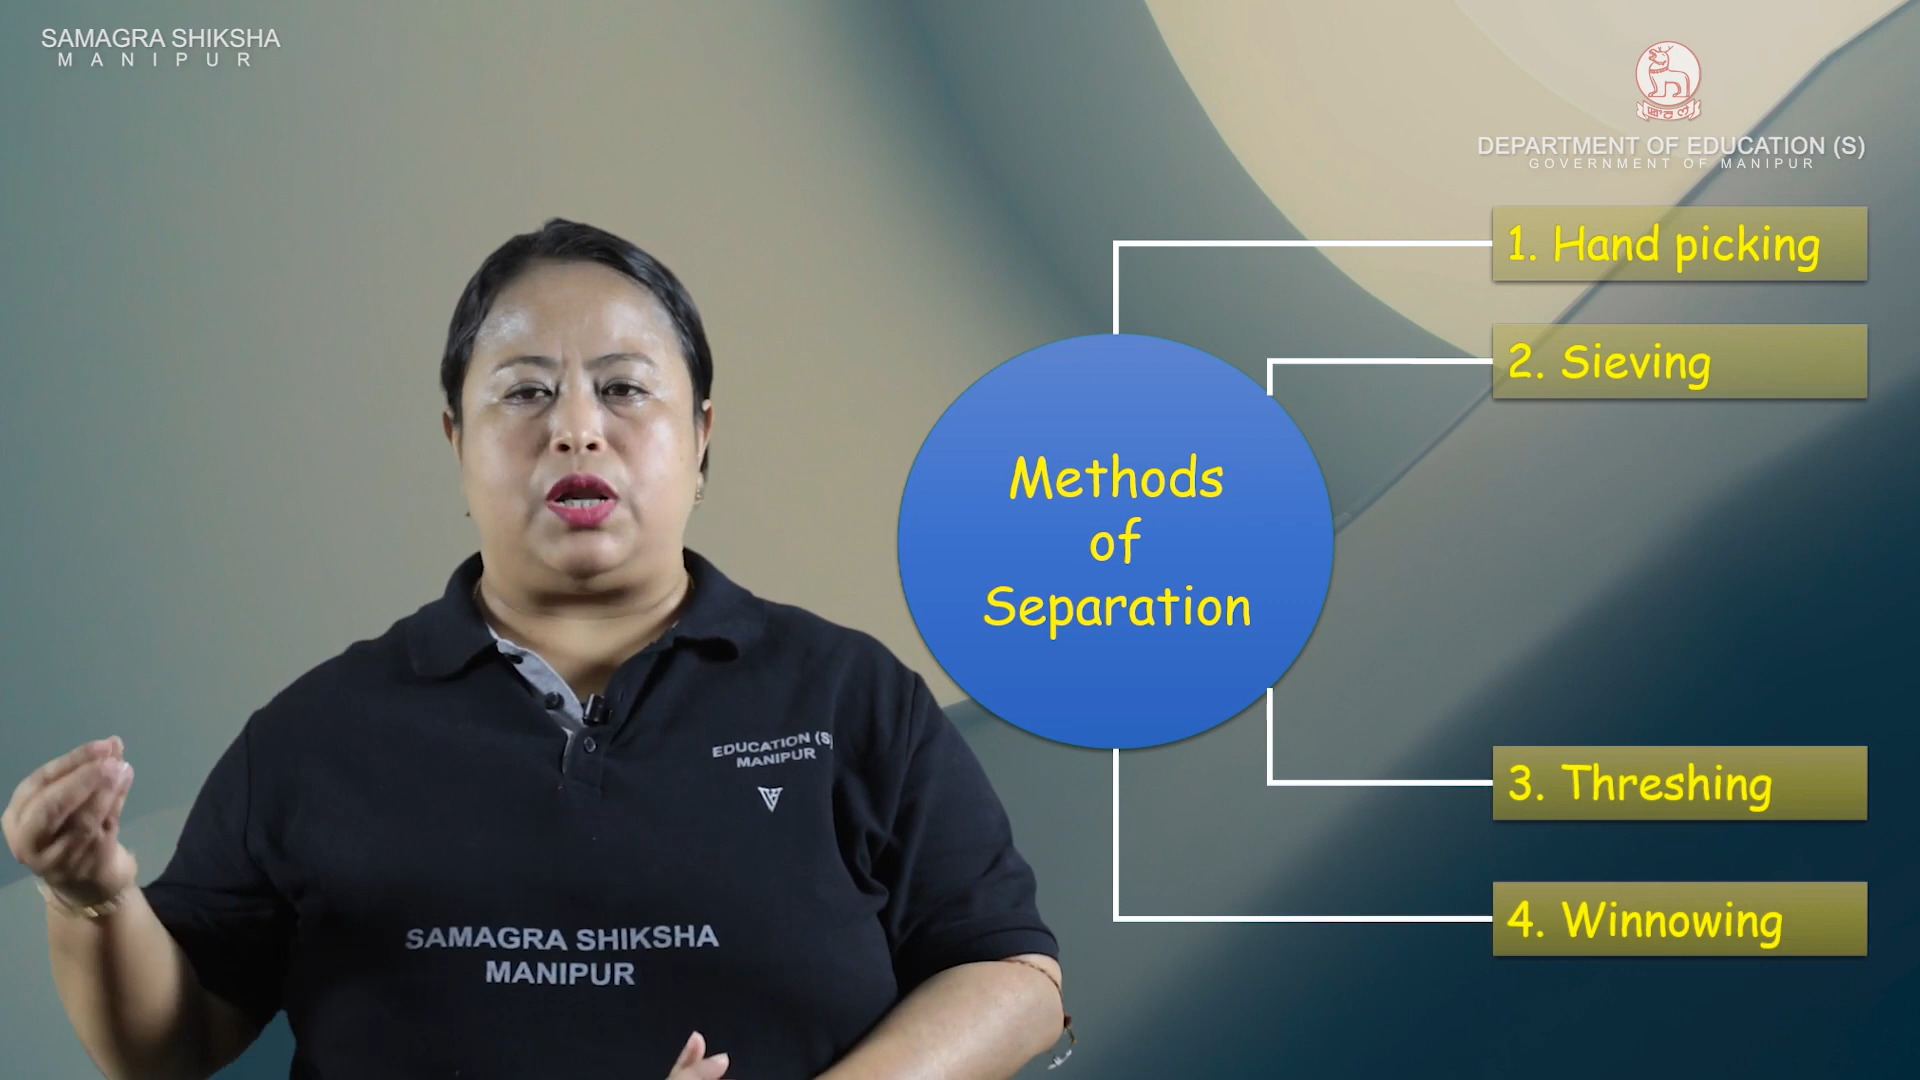 SAMAGRA SHIKSHA
MANIPUR
DEPARTMENT OF EDUCATION (S)
GOVERNMENT OF MANIPUR
1. Hand picking
2. Sieving
Methods
of
Separation
3. Threshing
4. Winnowing
EDUCATION (S)
MANIPUR
SAMAGRA SHIKSHA
MANIPUR